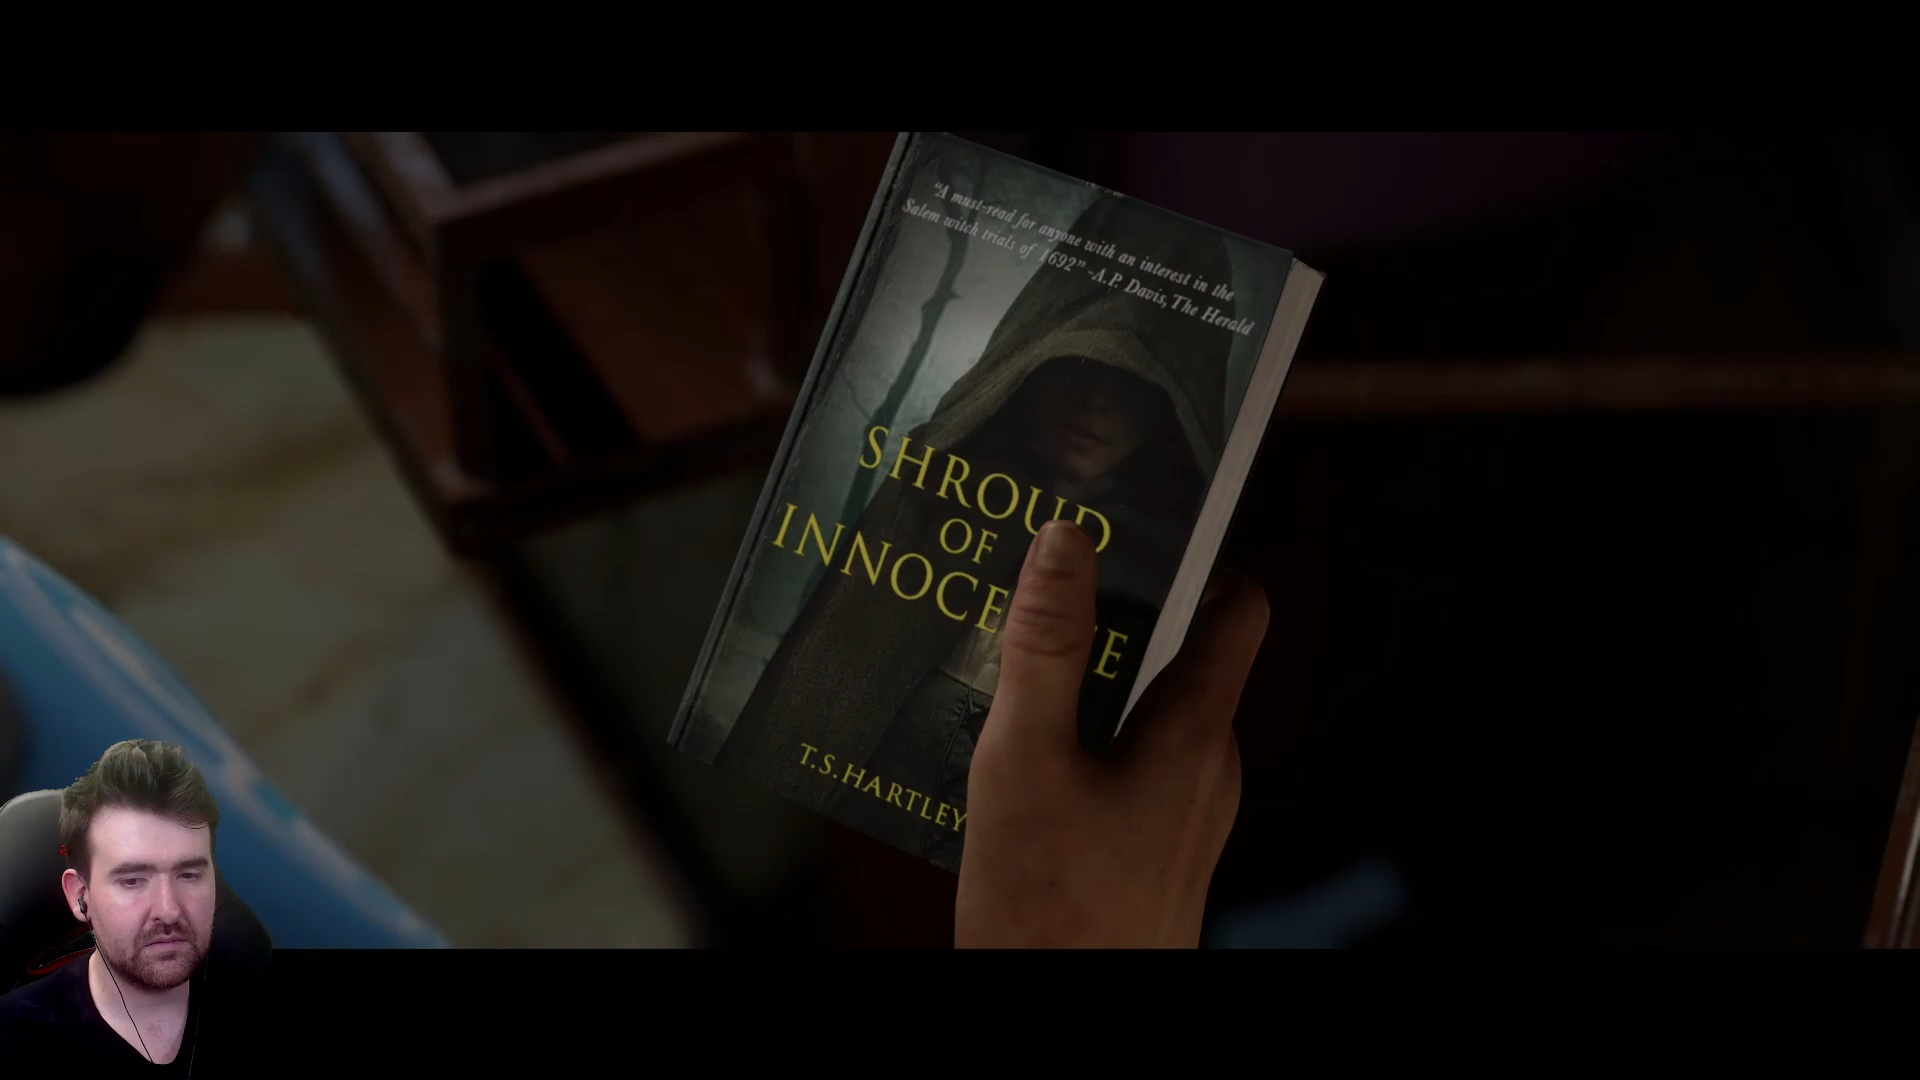 "A must-read for anyone with an interest in the
Salem witch trials of 1692" -A.P. Davis, The Herald
SHROUD
OF
INNOCE E
T.S.HARTLEY